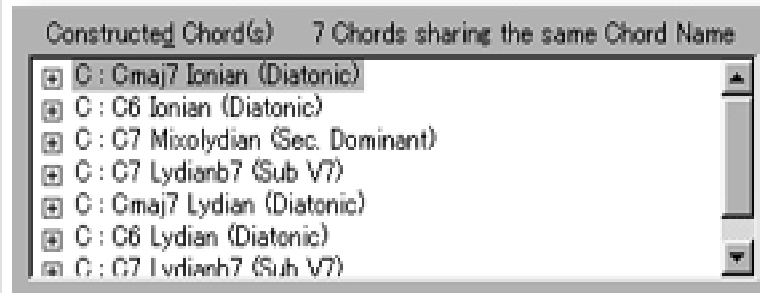 Constructed Chord(s) 7 Chords sharing the same Chord Name
C : Cmaj7 Ionian (Diatonic)
C : C6 Ionian (Diatonic)
C : C7 Mixolydian (Sec. Dominant)
C : C7 Lydianb7 (Sub V7)
C : Cmaj7 Lydian (Diatonic)
C : C6 Lydian (Diatonic)
C : C7 Lydianb7 (Sub V7)